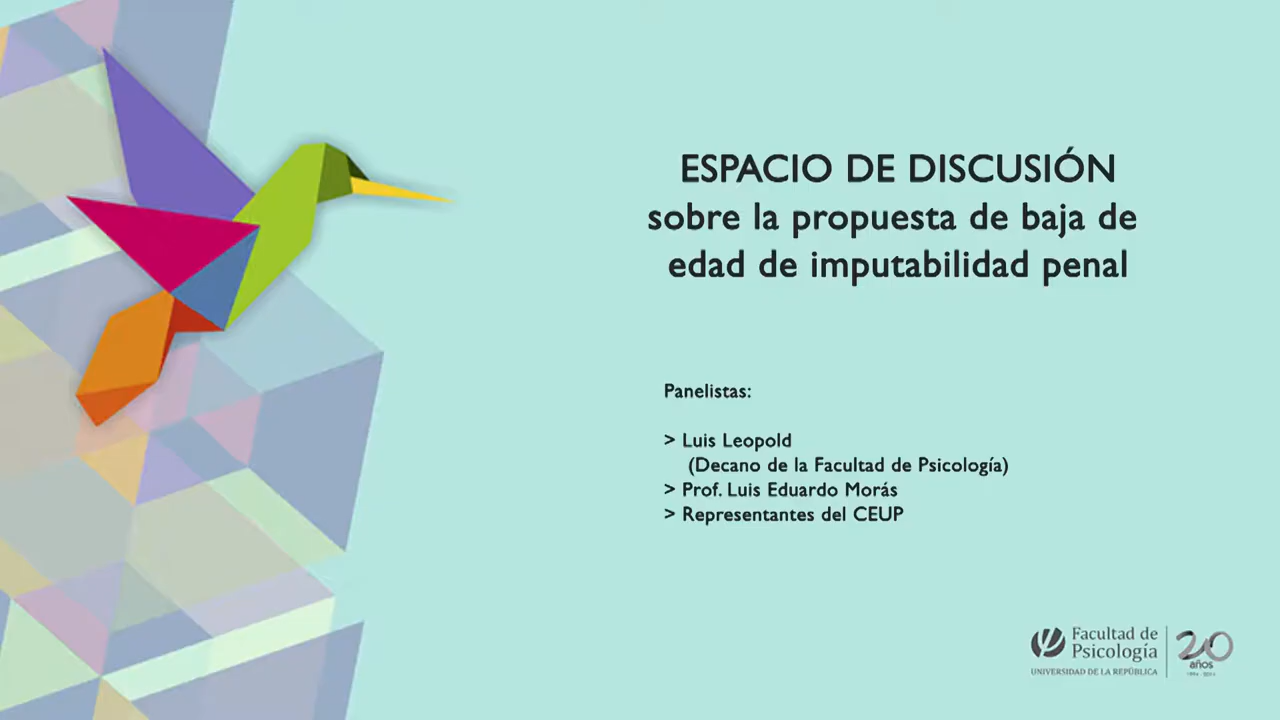 ESPACIO DE DISCUSIÓN
sobre la propuesta de baja de
edad de imputabilidad penal
Panelistas:
> Luis Leopold
(Decano de la Facultad de Psicología)
> Prof. Luis Eduardo Morás
> Representantes del CEUP
Facultad de
Psicología
UNIVERSIDAD DE LA REPÚBLICA
20
años